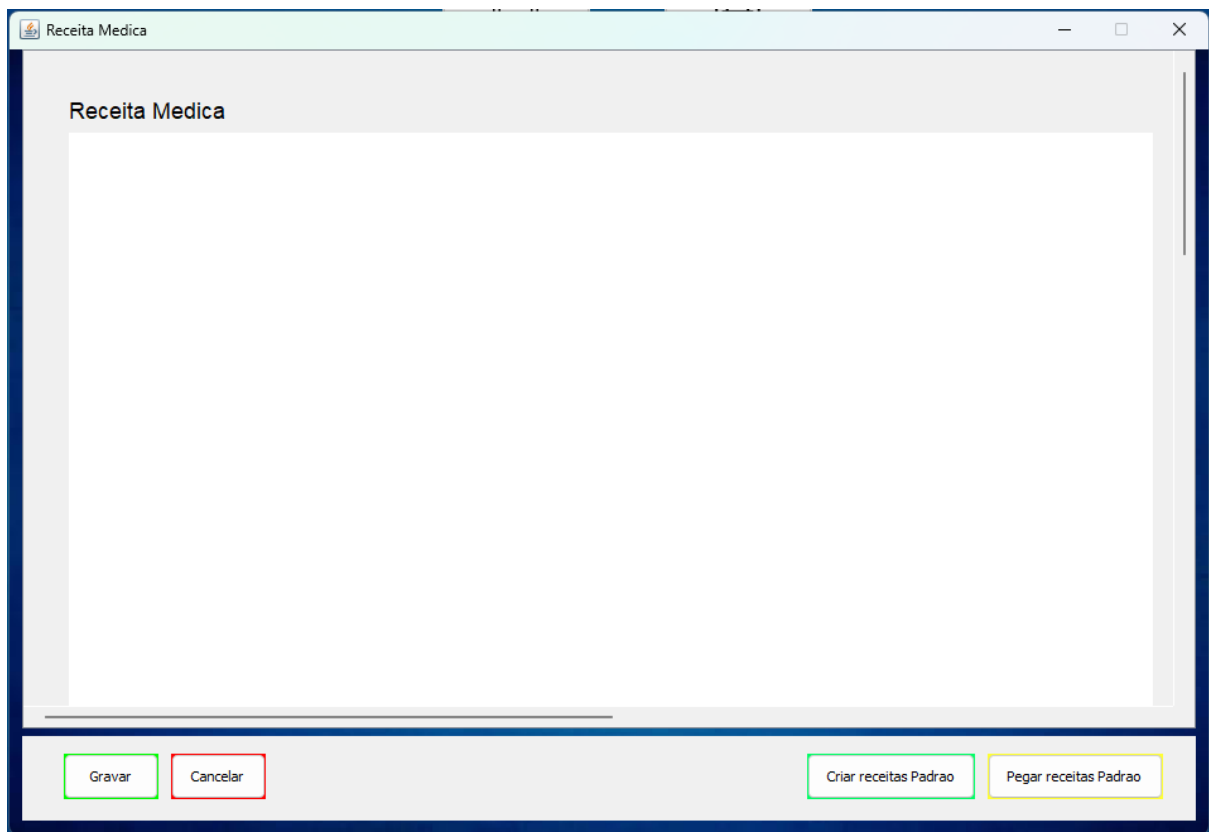 Receita Medica
Receita Medica
Gravar
Cancelar
Criar receitas Padrao
Pegar receitas Padrao